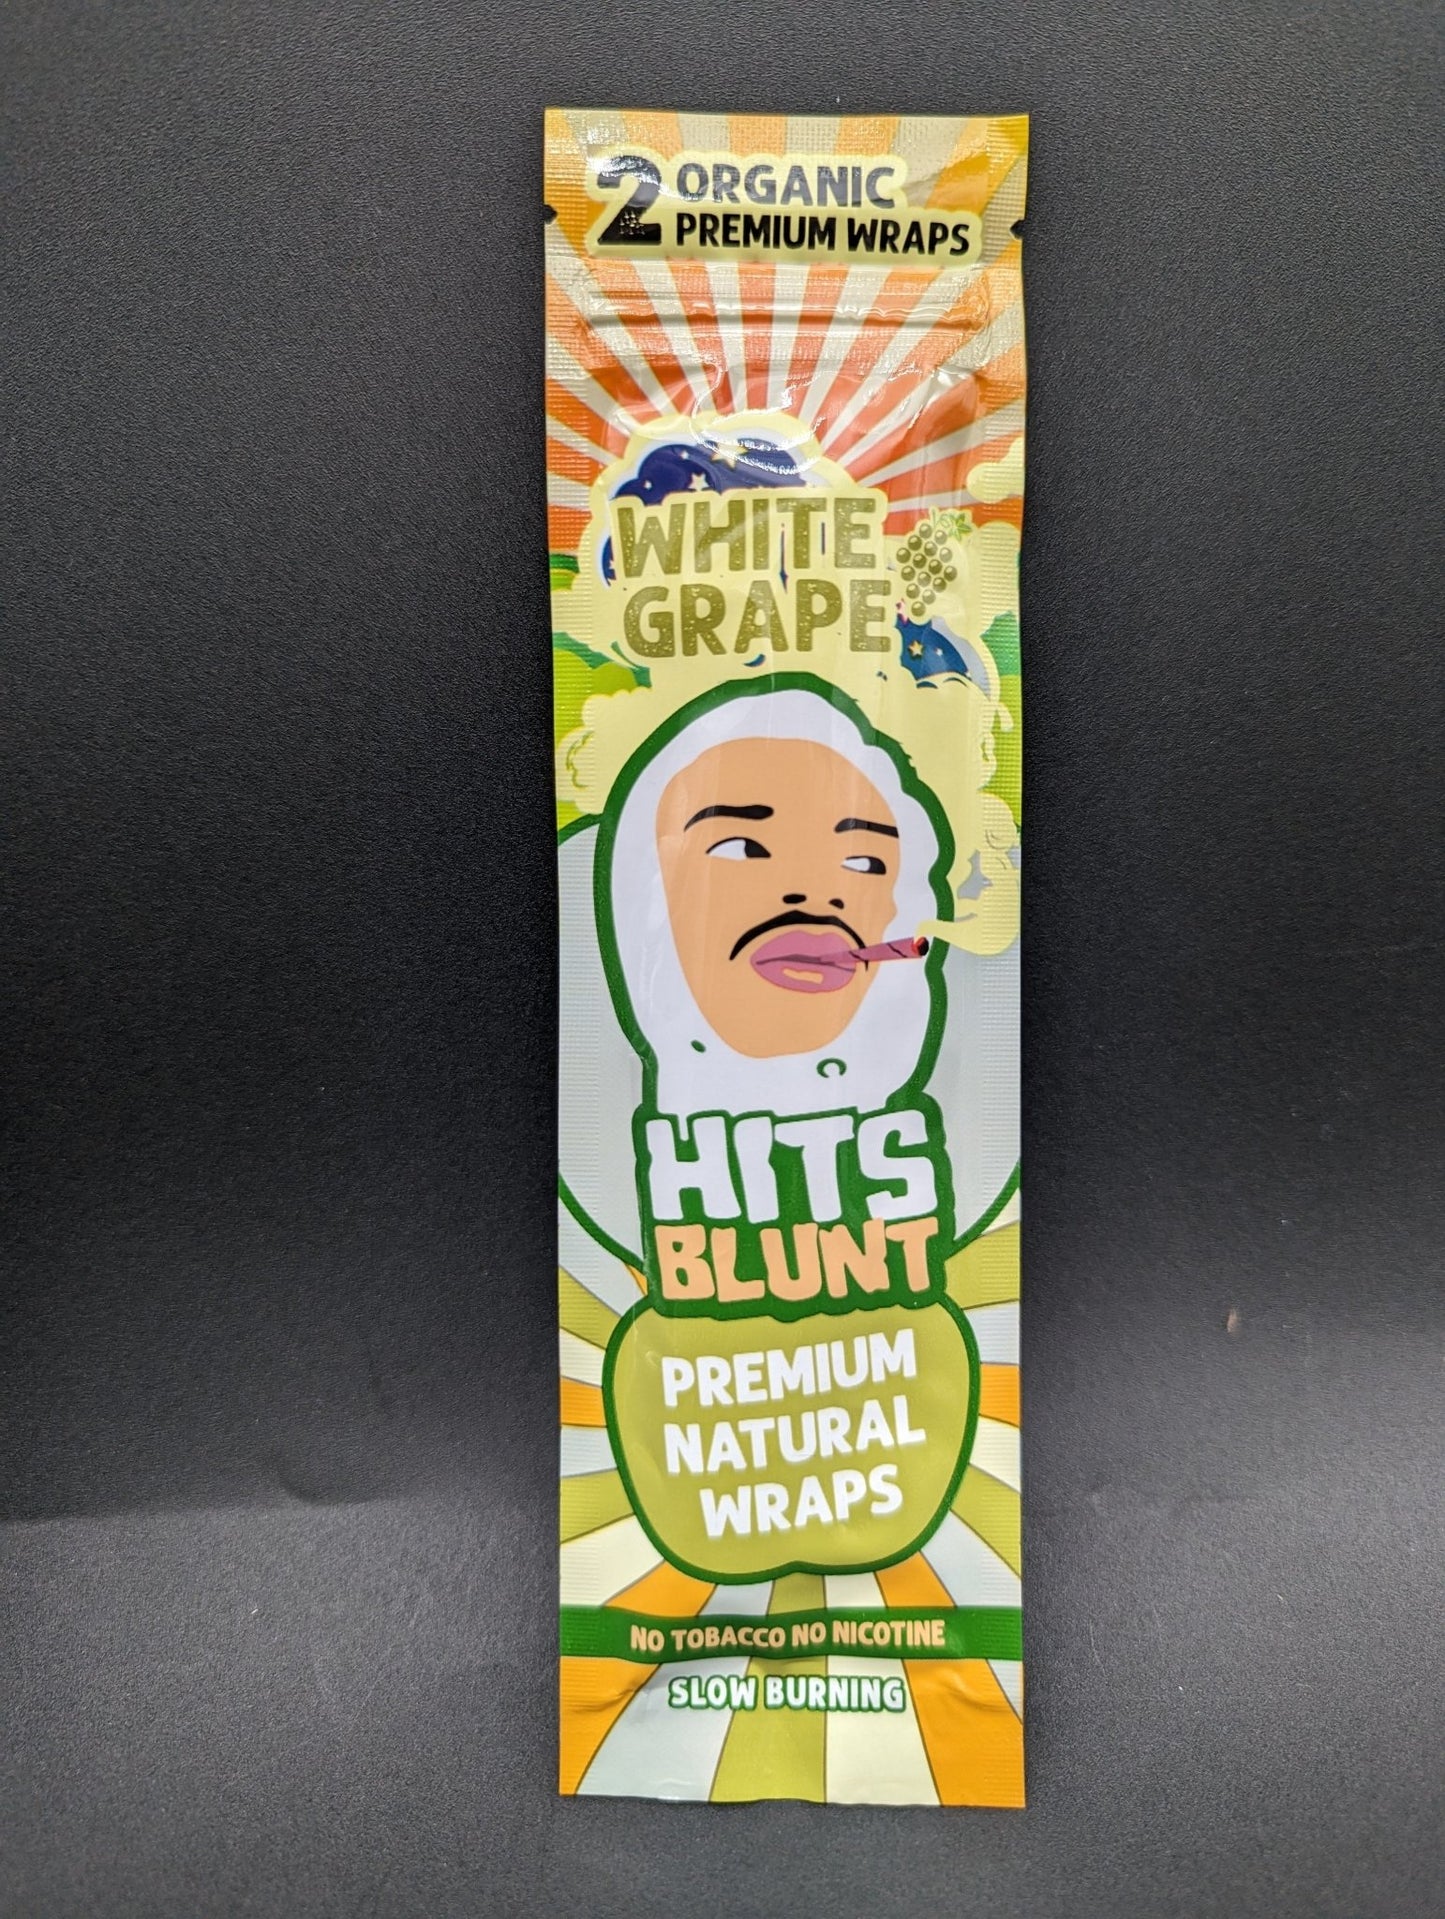 2 ORGANIC
PREMIUM WRAPS
WHITE
GRAPE
HITS
BLUNT
PREMIUM
NATURAL
WRAPS
NO TOBACCO NO NICOTINE
SLOW BURNING